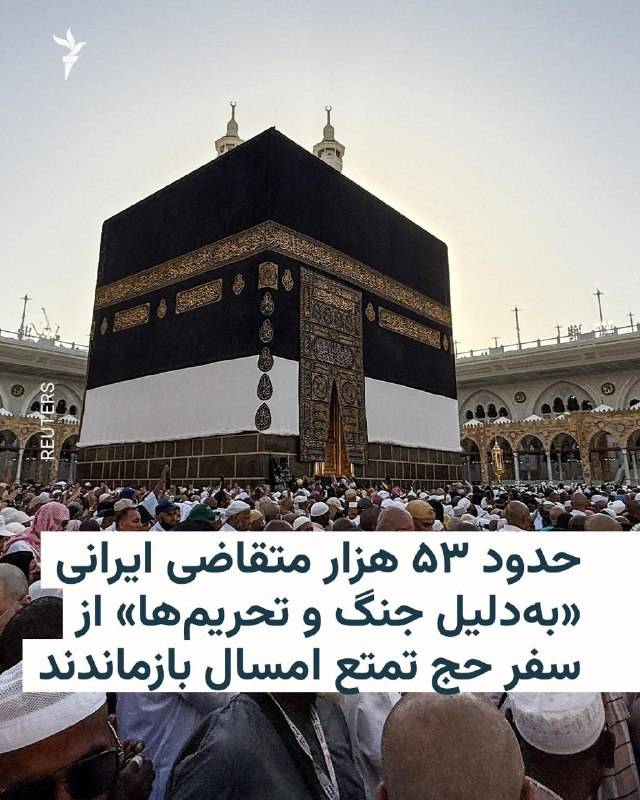 REUTERS
حدود ۵۳ هزار متقاضی ایرانی
«به‌دلیل جنگ و تحریم‌ها» از
سفر حج تمتع امسال بازماندند